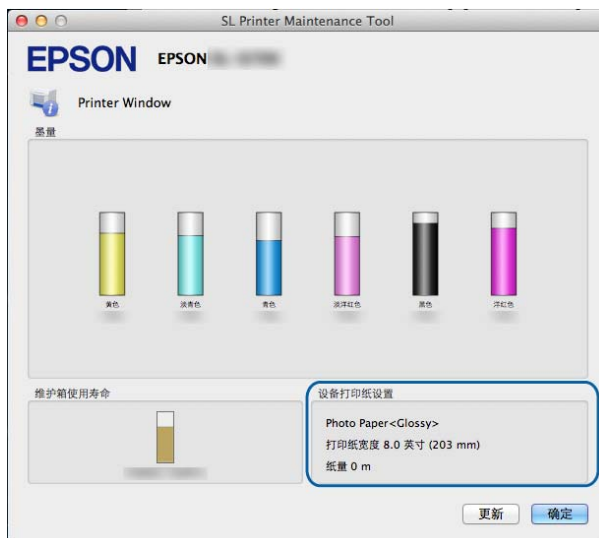 SL Printer Maintenance Tool
EPSON EPSON
Printer Window
墨量
黄色 淡青色 青色 淡洋红色 黑色 洋红色
维护箱使用寿命
设备打印纸设置
Photo Paper<Glossy>
打印纸宽度 8.0 英寸 (203 mm)
纸量 0 m
更新 确定